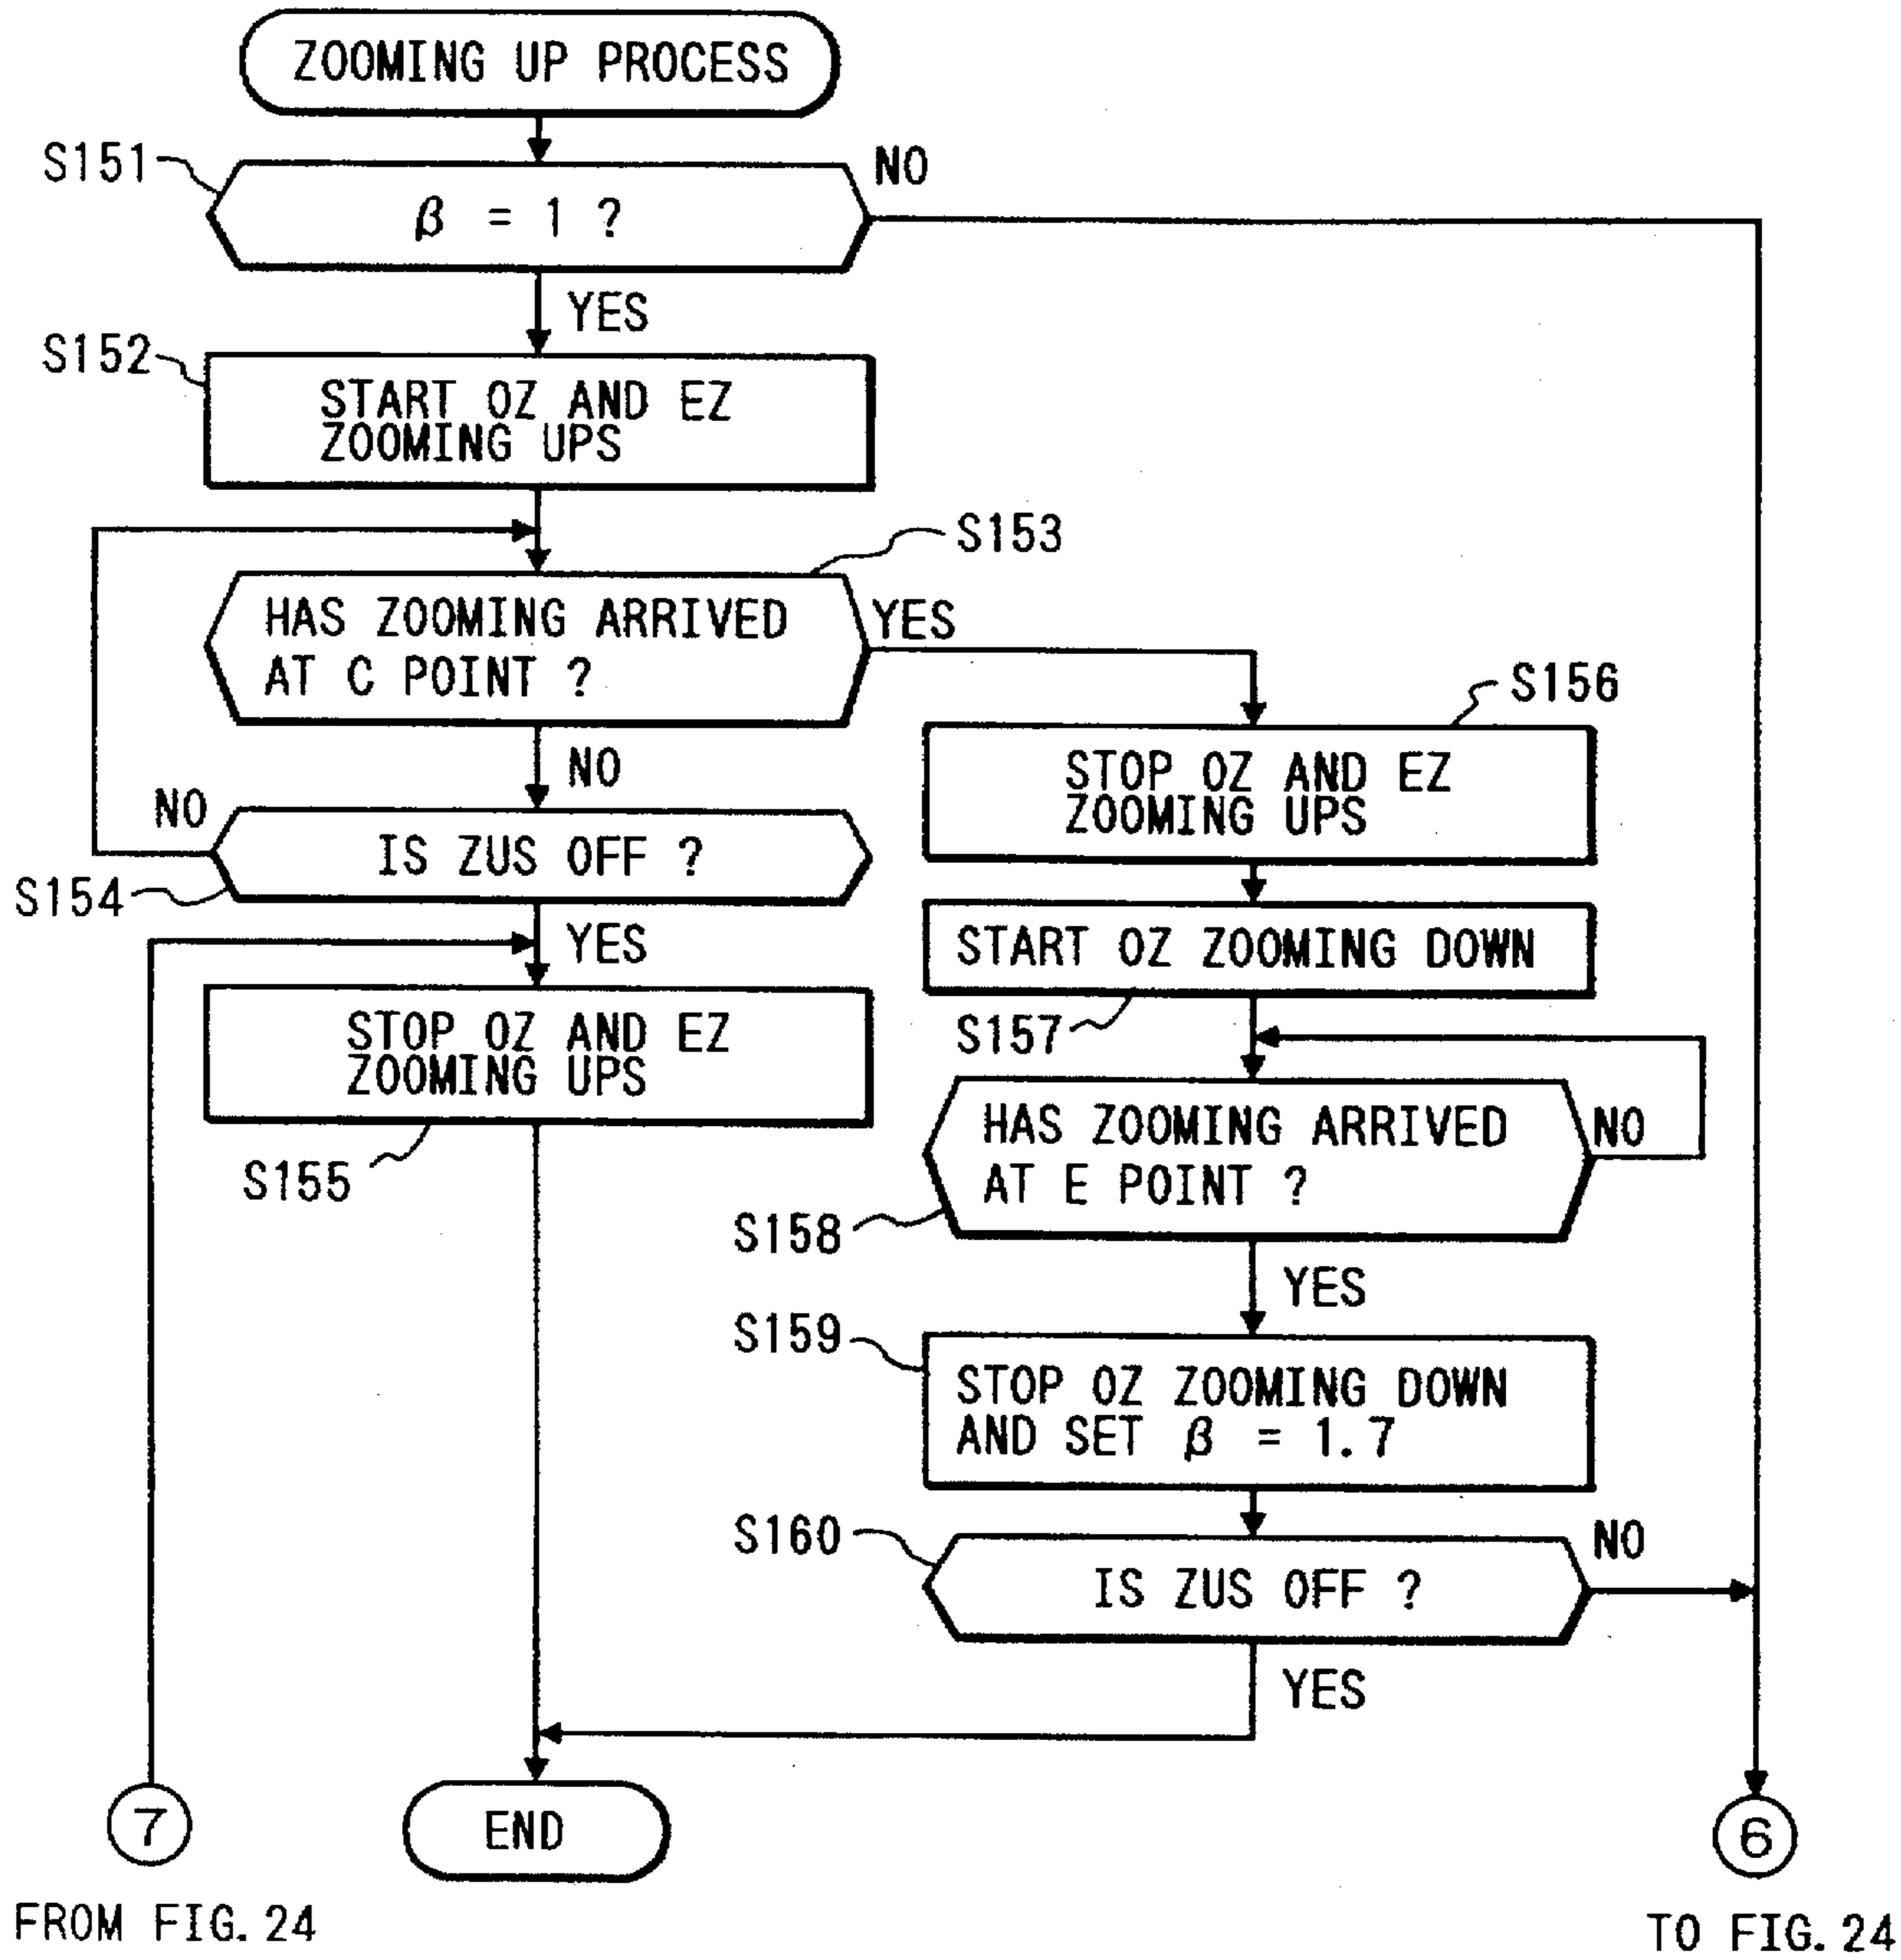 ZOOMING UP PROCESS
S151
NO
β = 1 ?
YES
S152
START OZ AND EZ
ZOOMING UPS
S153
HAS ZOOMING ARRIVED
AT C POINT ?
YES
S156
NO
STOP OZ AND EZ
ZOOMING UPS
NO
IS ZUS OFF ?
S154
YES
START OZ ZOOMING DOWN
S157
STOP OZ AND EZ
ZOOMING UPS
S155
HAS ZOOMING ARRIVED
AT E POINT ?
NO
S158
YES
S159
STOP OZ ZOOMING DOWN
AND SET β = 1.7
S160
NO
IS ZUS OFF ?
YES
7
END
6
FROM FIG.24
TO FIG.24